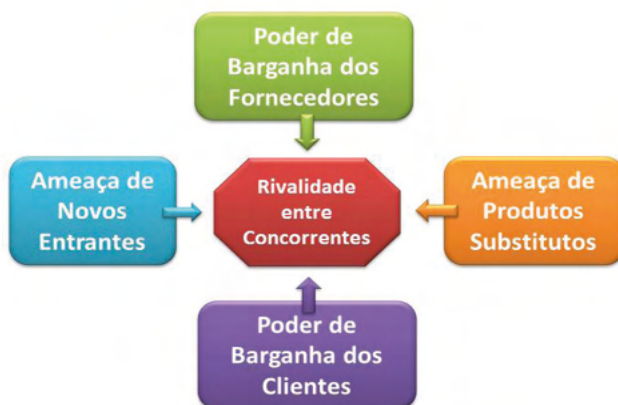 Poder de
Barganha dos
Fornecedores
Ameaça de
Novos
Entrantes
Rivalidade
entre
Concorrentes
Ameaça de
Produtos
Substitutos
Poder de
Barganha dos
Clientes